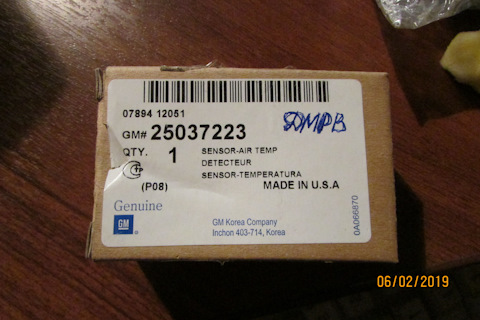 07894 12051
GM# 25037223
DMPB
QTY. 1
SENSOR-AIR TEMP
DETECTEUR
SENSOR-TEMPERATURA
(P08)
MADE IN U.S.A
Genuine
GM
®
GM Korea Company
Inchon 403-714, Korea
0A066870
06/02/2019